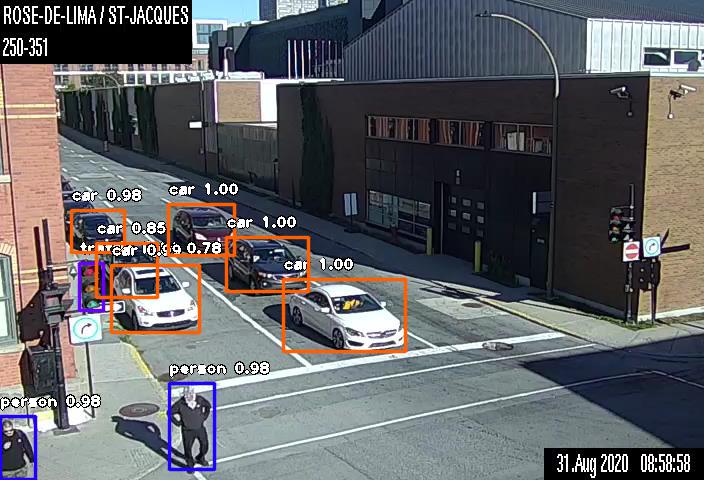 ROSE-DE-LIMA / ST-JACQUES
250-351
car 0.98
car 1.00
car 0.85
car 1.00
0.78
car 1.00
person 0.98
person 0.98
31.Aug 2020 08:58:58